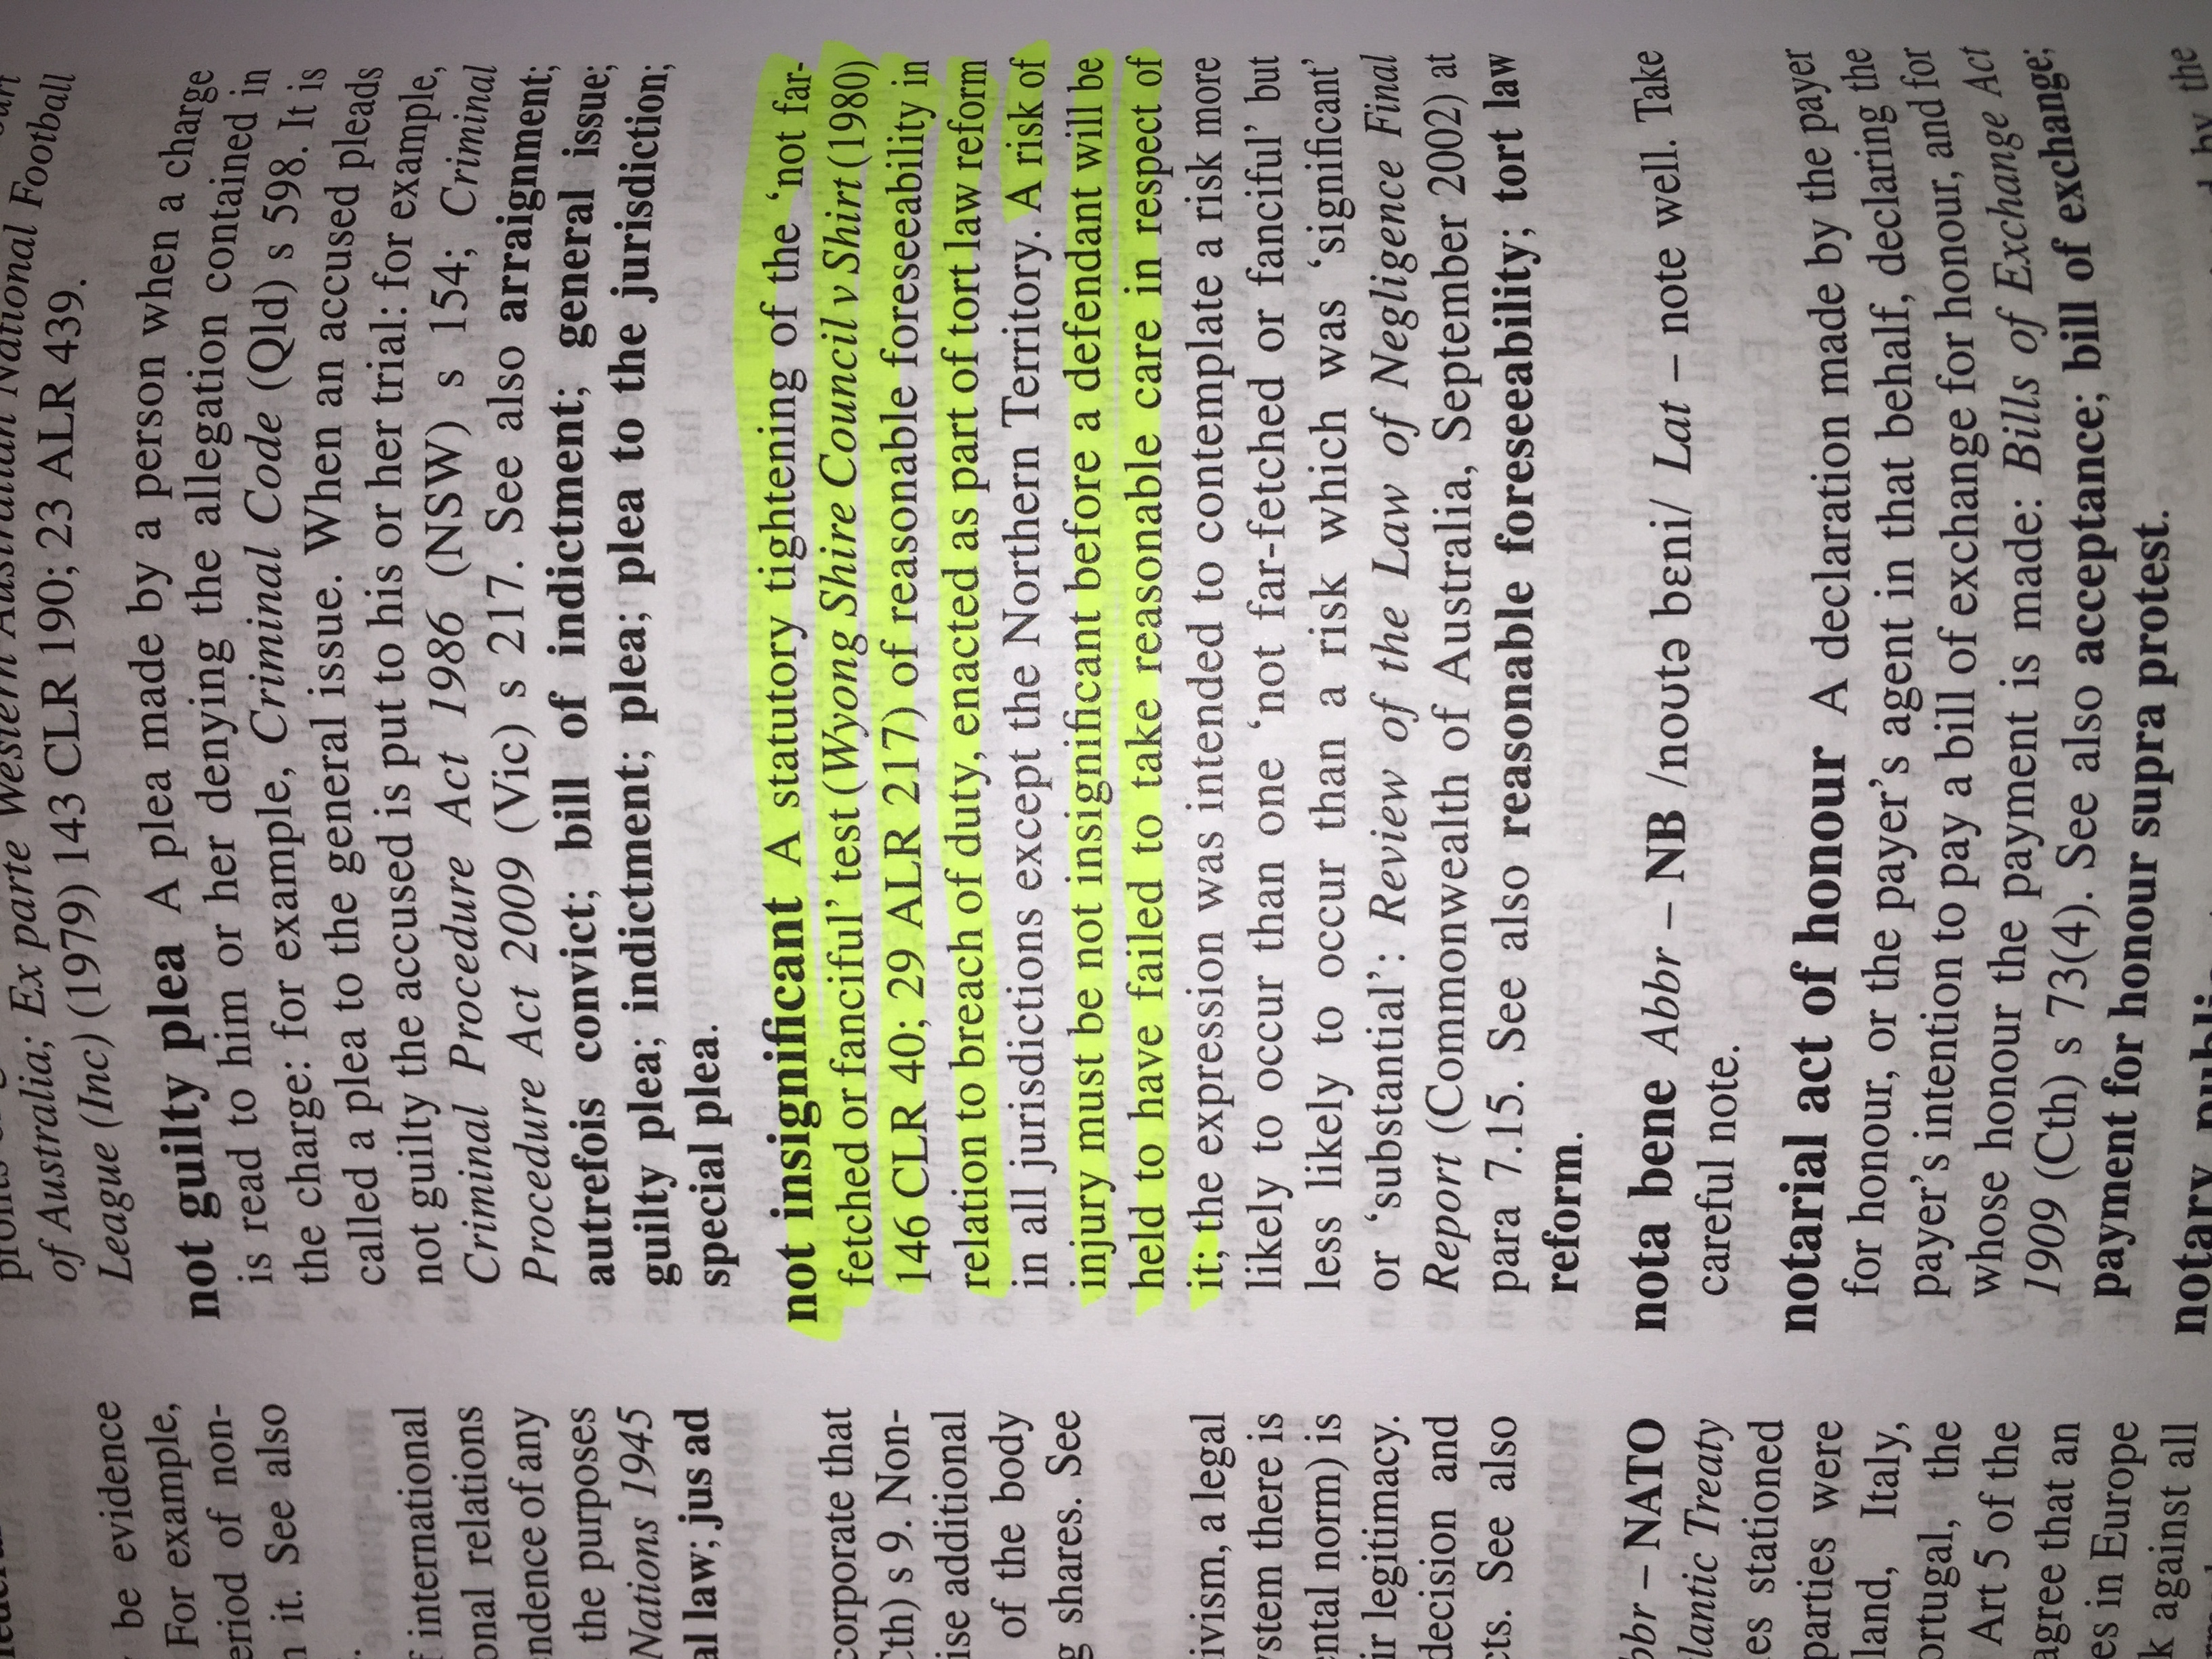 be evidence
For example,
eriod of non-
it. See also
international
onal relations
ndence of any
the purposes
Nations 1945
al law; jus ad
corporate that
Cth) s 9. Non-
ise additional
of the body
g shares. See
ivism, a legal
ystem there is
ental norm) is
ir legitimacy.
decision and
cts. See also
bbr – NATO
lantic Treaty
es stationed
parties were
land, Italy,
ortugal, the
Art 5 of the
agree that an
es in Europe
k against all
of Australia; Ex parte Western Australian National Football
League (Inc) (1979) 143 CLR 190; 23 ALR 439.
not guilty plea A plea made by a person when a charge
is read to him or her denying the allegation contained in
the charge: for example, Criminal Code (Qld) s 598. It is
called a plea to the general issue. When an accused pleads
not guilty the accused is put to his or her trial: for example,
Criminal Procedure Act 1986 (NSW) s 154; Criminal
Procedure Act 2009 (Vic) s 217. See also arraignment;
autrefois convict; bill of indictment; general issue;
guilty plea; indictment; plea; plea to the jurisdiction;
special plea.
not insignificant A statutory tightening of the ‘not far-
fetched or fanciful’ test (Wyong Shire Council v Shirt (1980)
146 CLR 40; 29 ALR 217) of reasonable foreseeability in
relation to breach of duty, enacted as part of tort law reform
in all jurisdictions except the Northern Territory. A risk of
injury must be not insignificant before a defendant will be
held to have failed to take reasonable care in respect of
it; the expression was intended to contemplate a risk more
likely to occur than one ‘not far-fetched or fanciful’ but
less likely to occur than a risk which was ‘significant’
or ‘substantial’: Review of the Law of Negligence Final
Report (Commonwealth of Australia, September 2002) at
para 7.15. See also reasonable foreseeability; tort law
reform.
nota bene Abbr – NB /noutə bɛni/ Lat – note well. Take
careful note.
notarial act of honour A declaration made by the payer
for honour, or the payer’s agent in that behalf, declaring the
payer’s intention to pay a bill of exchange for honour, and for
whose honour the payment is made: Bills of Exchange Act
1909 (Cth) s 73(4). See also acceptance; bill of exchange;
payment for honour supra protest.
notary
by the